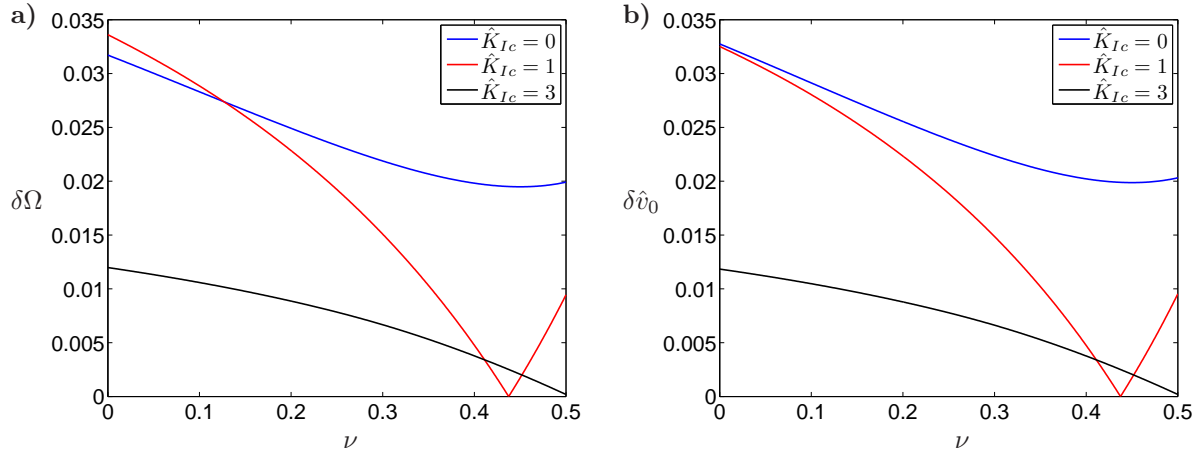 a)
0.035
0.03
0.025
0.02
0.015
0.01
0.005
0
δΩ
0 0.1 0.2 0.3 0.4 0.5
ν
K̂_{Ic} = 0
K̂_{Ic} = 1
K̂_{Ic} = 3
b)
0.035
0.03
0.025
0.02
0.015
0.01
0.005
0
δv̂₀
0 0.1 0.2 0.3 0.4 0.5
ν
K̂_{Ic} = 0
K̂_{Ic} = 1
K̂_{Ic} = 3